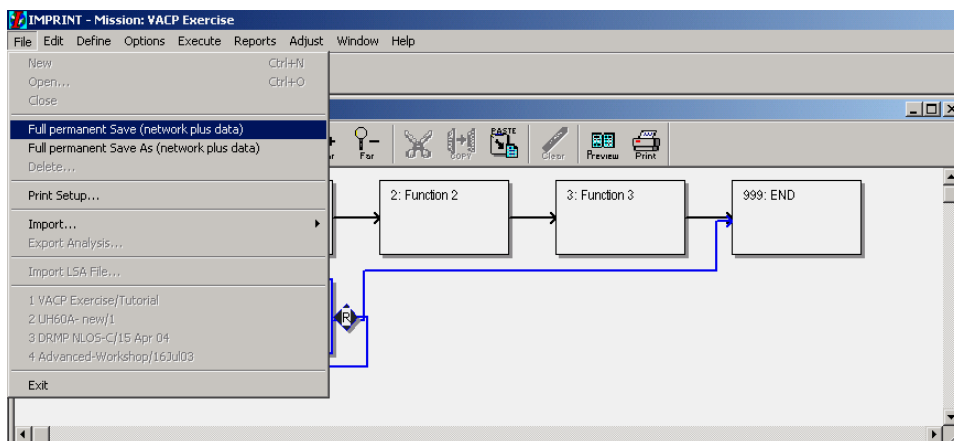 IMPRINT - Mission: VACP Exercise
File Edit Define Options Execute Reports Adjust Window Help
New Ctrl+N
Open... Ctrl+O
Close
Full permanent Save (network plus data)
Full permanent Save As (network plus data)
Delete...
Print Setup...
Import...
Export Analysis...
Import LSA File...
1 VACP Exercise/Tutorial
2 UH60A- new/1
3 DRMP NLOS-C/15 Apr 04
4 Advanced-Workshop/16Jul03
Exit
Far COPY PASTE Clear Preview Print
2: Function 2 3: Function 3 999: END
R